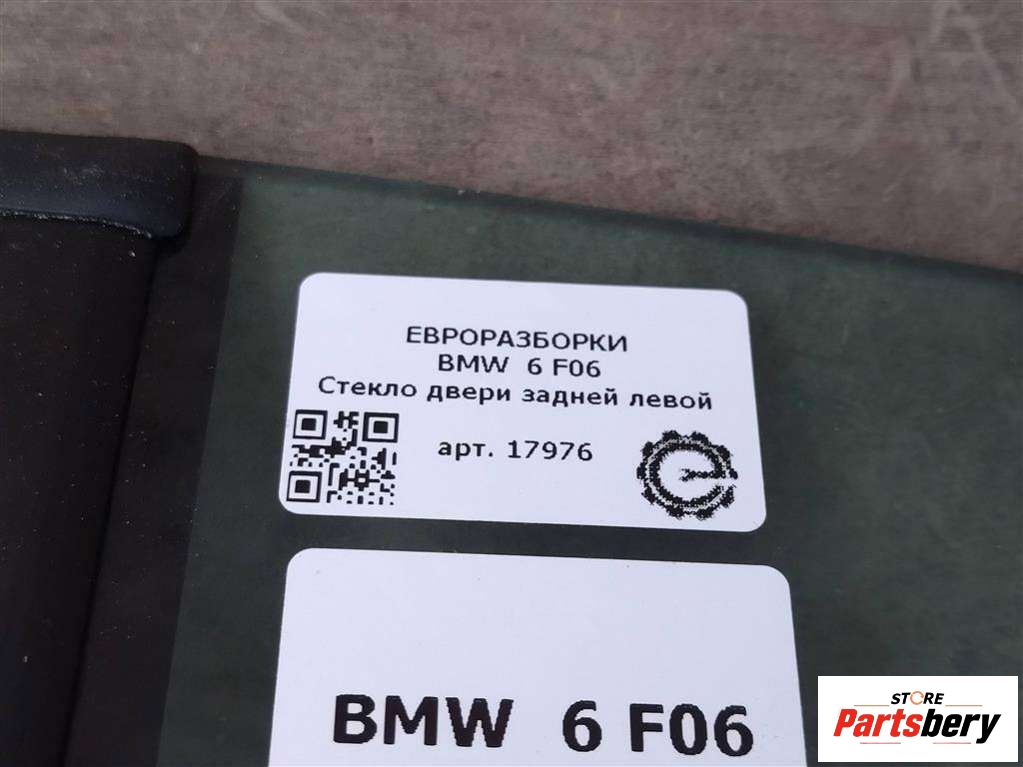 ЕВРОРАЗБОРКИ
BMW 6 F06
Стекло двери задней левой
арт. 17976
BMW 6 F06
STORE
Partsbery